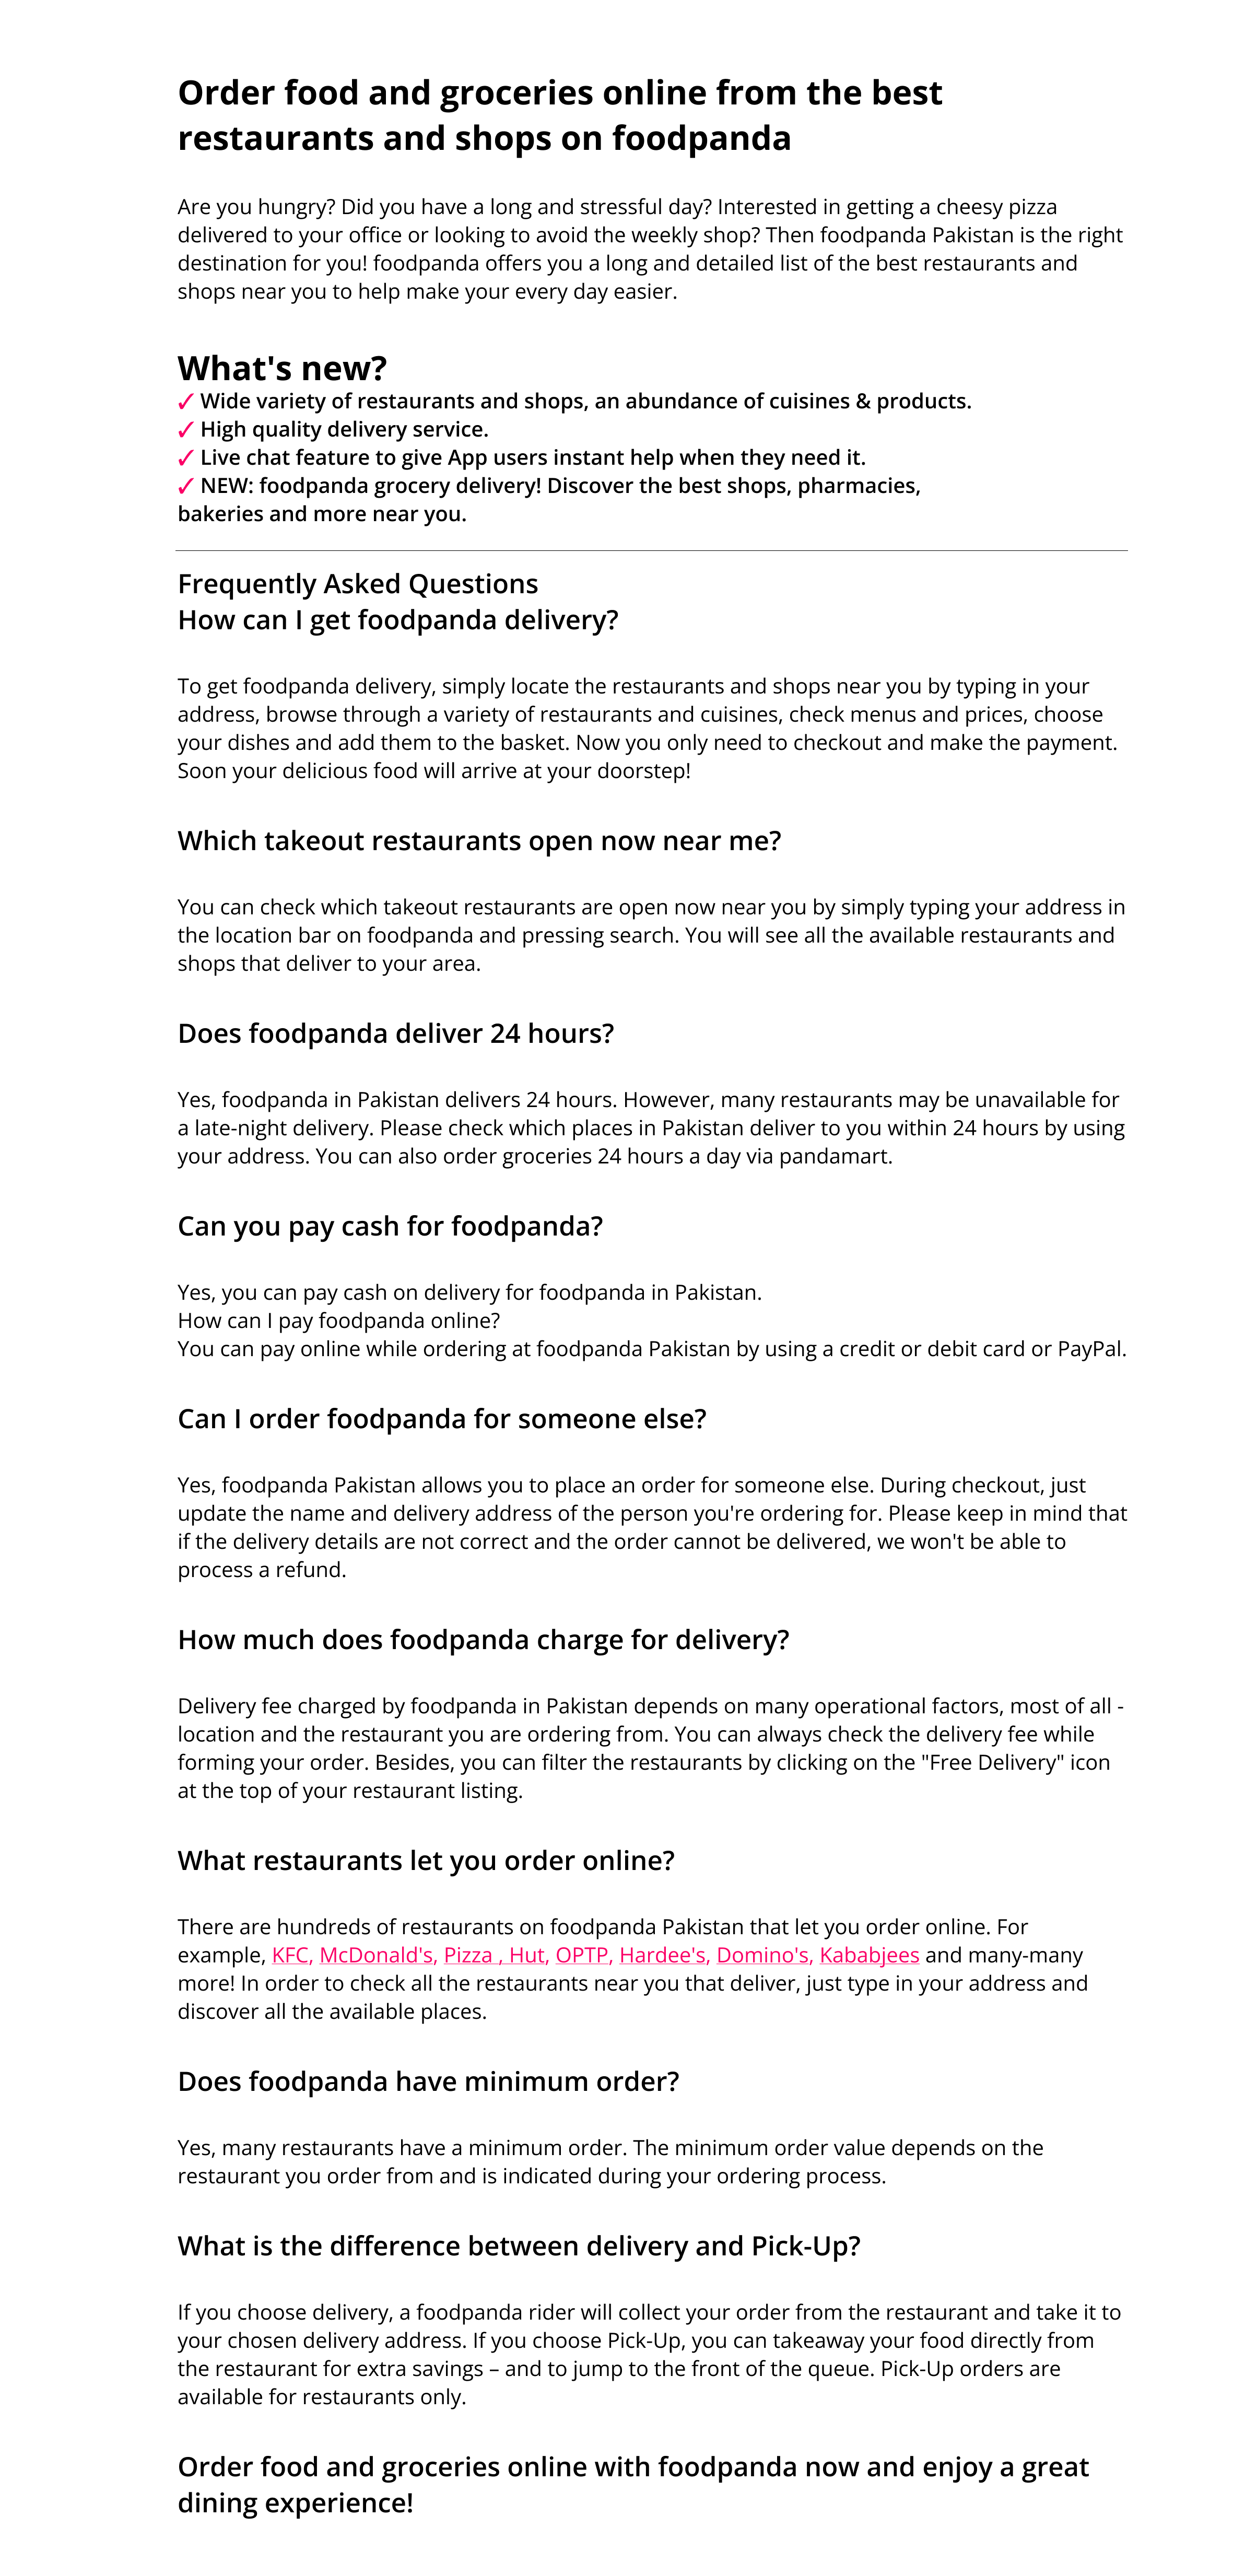 Order food and groceries online from the best
restaurants and shops on foodpanda
Are you hungry? Did you have a long and stressful day? Interested in getting a cheesy pizza
delivered to your office or looking to avoid the weekly shop? Then foodpanda Pakistan is the right
destination for you! foodpanda offers you a long and detailed list of the best restaurants and
shops near you to help make your every day easier.
What's new?
✓ Wide variety of restaurants and shops, an abundance of cuisines & products.
✓ High quality delivery service.
✓ Live chat feature to give App users instant help when they need it.
✓ NEW: foodpanda grocery delivery! Discover the best shops, pharmacies,
bakeries and more near you.
Frequently Asked Questions
How can I get foodpanda delivery?
To get foodpanda delivery, simply locate the restaurants and shops near you by typing in your
address, browse through a variety of restaurants and cuisines, check menus and prices, choose
your dishes and add them to the basket. Now you only need to checkout and make the payment.
Soon your delicious food will arrive at your doorstep!
Which takeout restaurants open now near me?
You can check which takeout restaurants are open now near you by simply typing your address in
the location bar on foodpanda and pressing search. You will see all the available restaurants and
shops that deliver to your area.
Does foodpanda deliver 24 hours?
Yes, foodpanda in Pakistan delivers 24 hours. However, many restaurants may be unavailable for
a late-night delivery. Please check which places in Pakistan deliver to you within 24 hours by using
your address. You can also order groceries 24 hours a day via pandamart.
Can you pay cash for foodpanda?
Yes, you can pay cash on delivery for foodpanda in Pakistan.
How can I pay foodpanda online?
You can pay online while ordering at foodpanda Pakistan by using a credit or debit card or PayPal.
Can I order foodpanda for someone else?
Yes, foodpanda Pakistan allows you to place an order for someone else. During checkout, just
update the name and delivery address of the person you're ordering for. Please keep in mind that
if the delivery details are not correct and the order cannot be delivered, we won't be able to
process a refund.
How much does foodpanda charge for delivery?
Delivery fee charged by foodpanda in Pakistan depends on many operational factors, most of all -
location and the restaurant you are ordering from. You can always check the delivery fee while
forming your order. Besides, you can filter the restaurants by clicking on the "Free Delivery" icon
at the top of your restaurant listing.
What restaurants let you order online?
There are hundreds of restaurants on foodpanda Pakistan that let you order online. For
example, KFC, McDonald's, Pizza , Hut, OPTP, Hardee's, Domino's, Kababjees and many-many
more! In order to check all the restaurants near you that deliver, just type in your address and
discover all the available places.
Does foodpanda have minimum order?
Yes, many restaurants have a minimum order. The minimum order value depends on the
restaurant you order from and is indicated during your ordering process.
What is the difference between delivery and Pick-Up?
If you choose delivery, a foodpanda rider will collect your order from the restaurant and take it to
your chosen delivery address. If you choose Pick-Up, you can takeaway your food directly from
the restaurant for extra savings – and to jump to the front of the queue. Pick-Up orders are
available for restaurants only.
Order food and groceries online with foodpanda now and enjoy a great
dining experience!